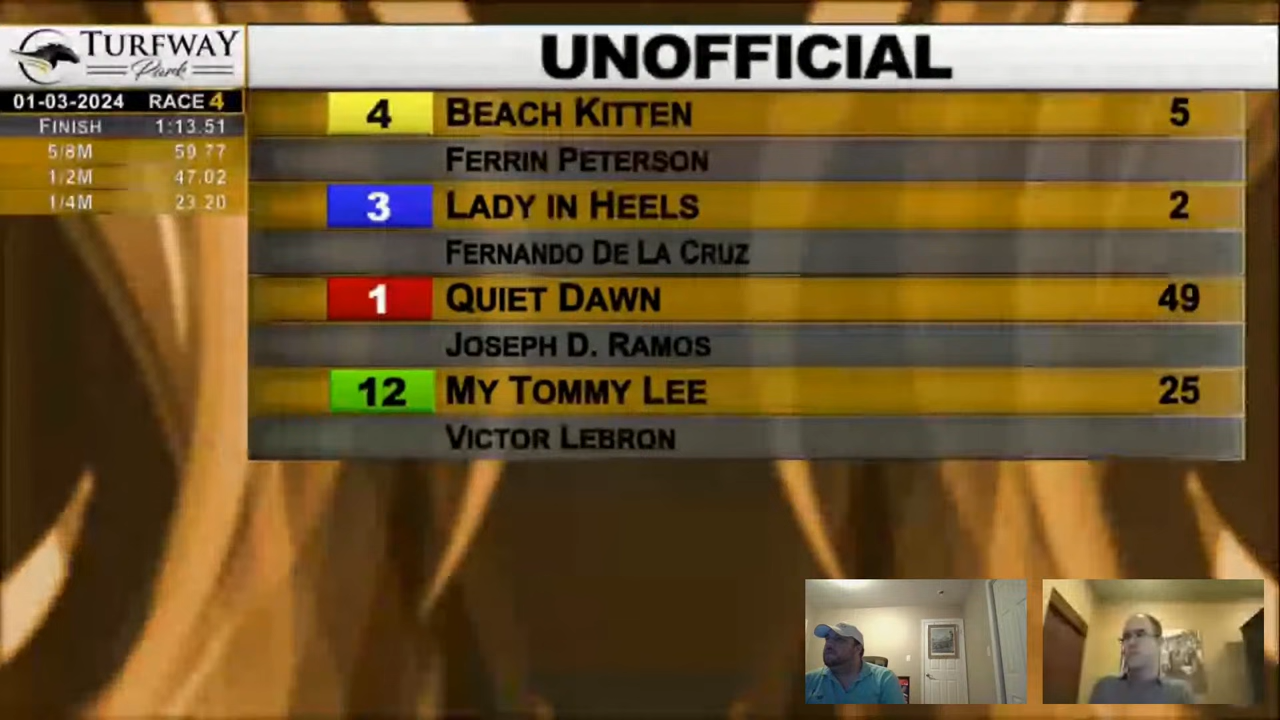 TURFWAY
Park
01-03-2024 RACE 4
FINISH 1:13.51
5/8M 59.77
1/2M 47.02
1/4M 23.20
UNOFFICIAL
4 BEACH KITTEN 5
FERRIN PETERSON
3 LADY IN HEELS 2
FERNANDO DE LA CRUZ
1 QUIET DAWN 49
JOSEPH D. RAMOS
12 MY TOMMY LEE 25
VICTOR LEBRON